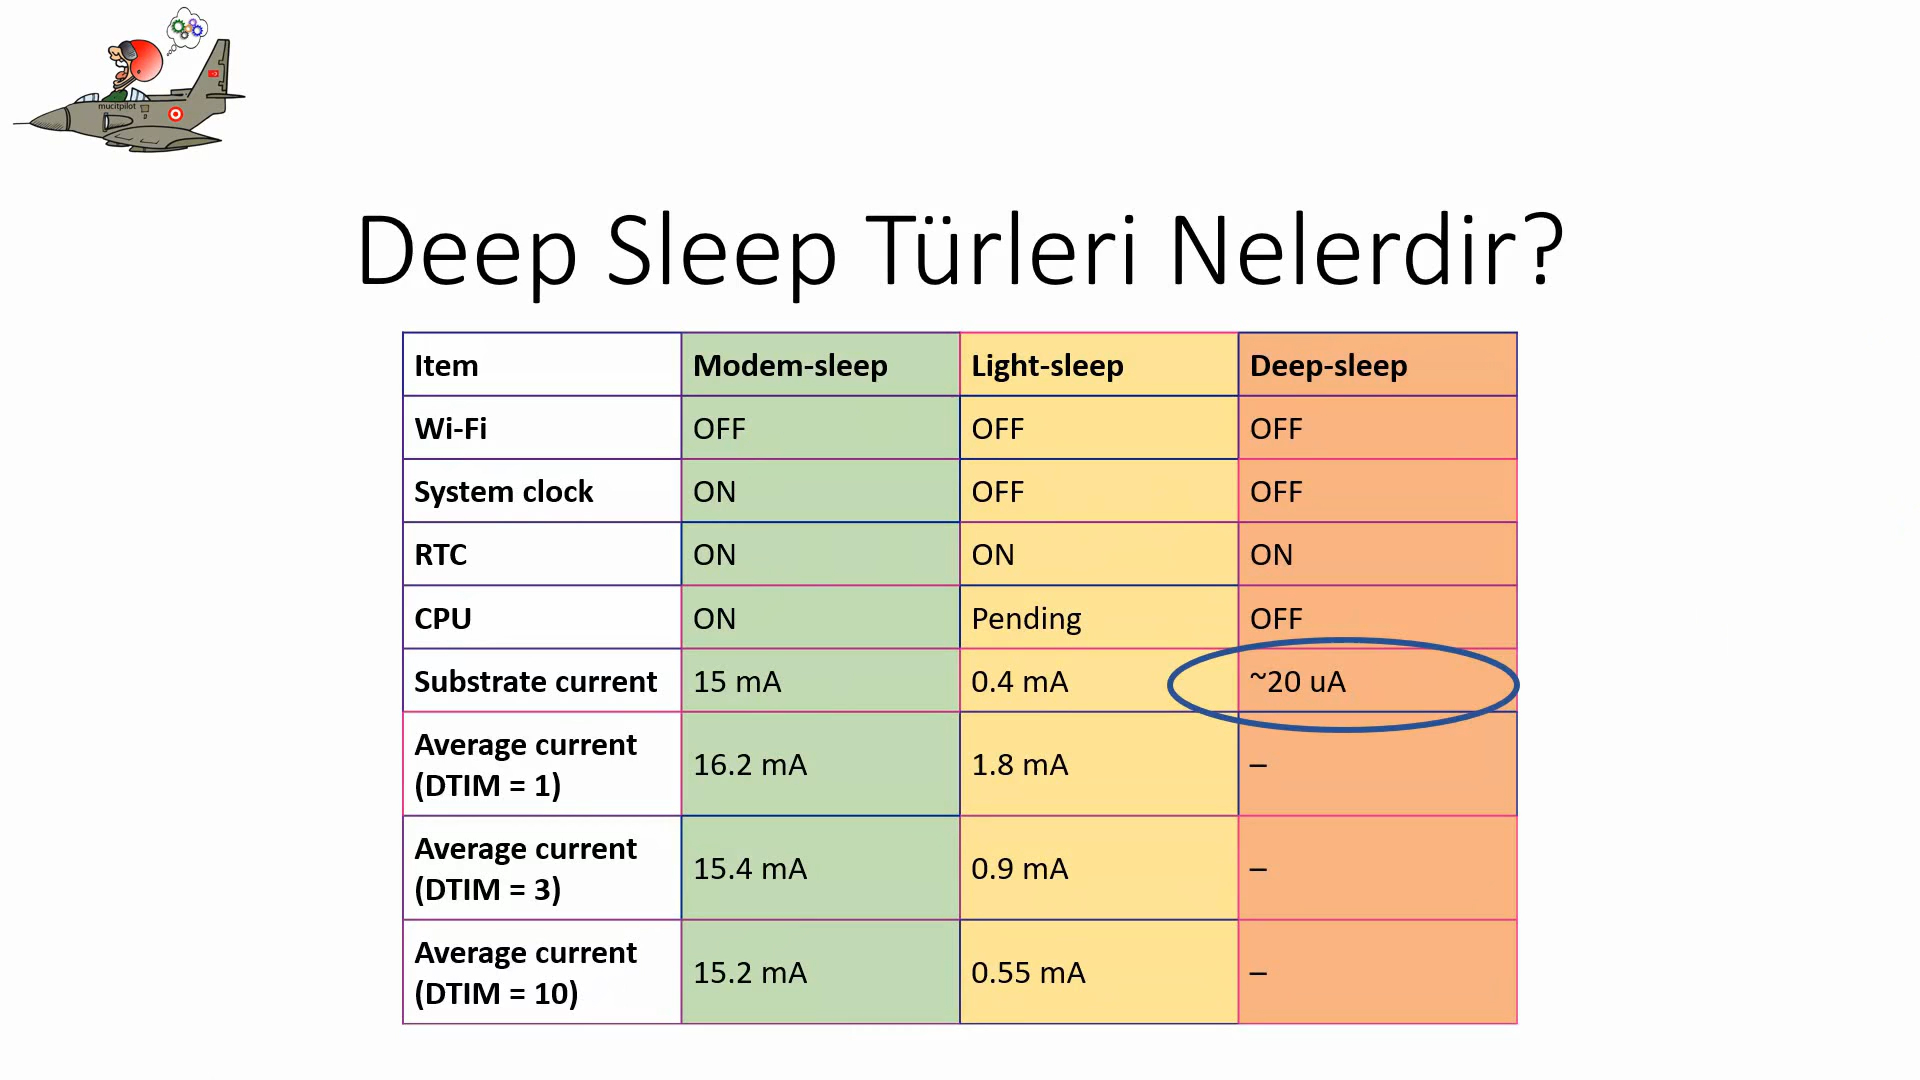 mucitpilot
Deep Sleep Türleri Nelerdir?
Item Modem-sleep Light-sleep Deep-sleep
Wi-Fi OFF OFF OFF
System clock ON OFF OFF
RTC ON ON ON
CPU ON Pending OFF
Substrate current 15 mA 0.4 mA ~20 uA
Average current
(DTIM = 1) 16.2 mA 1.8 mA –
Average current
(DTIM = 3) 15.4 mA 0.9 mA –
Average current
(DTIM = 10) 15.2 mA 0.55 mA –